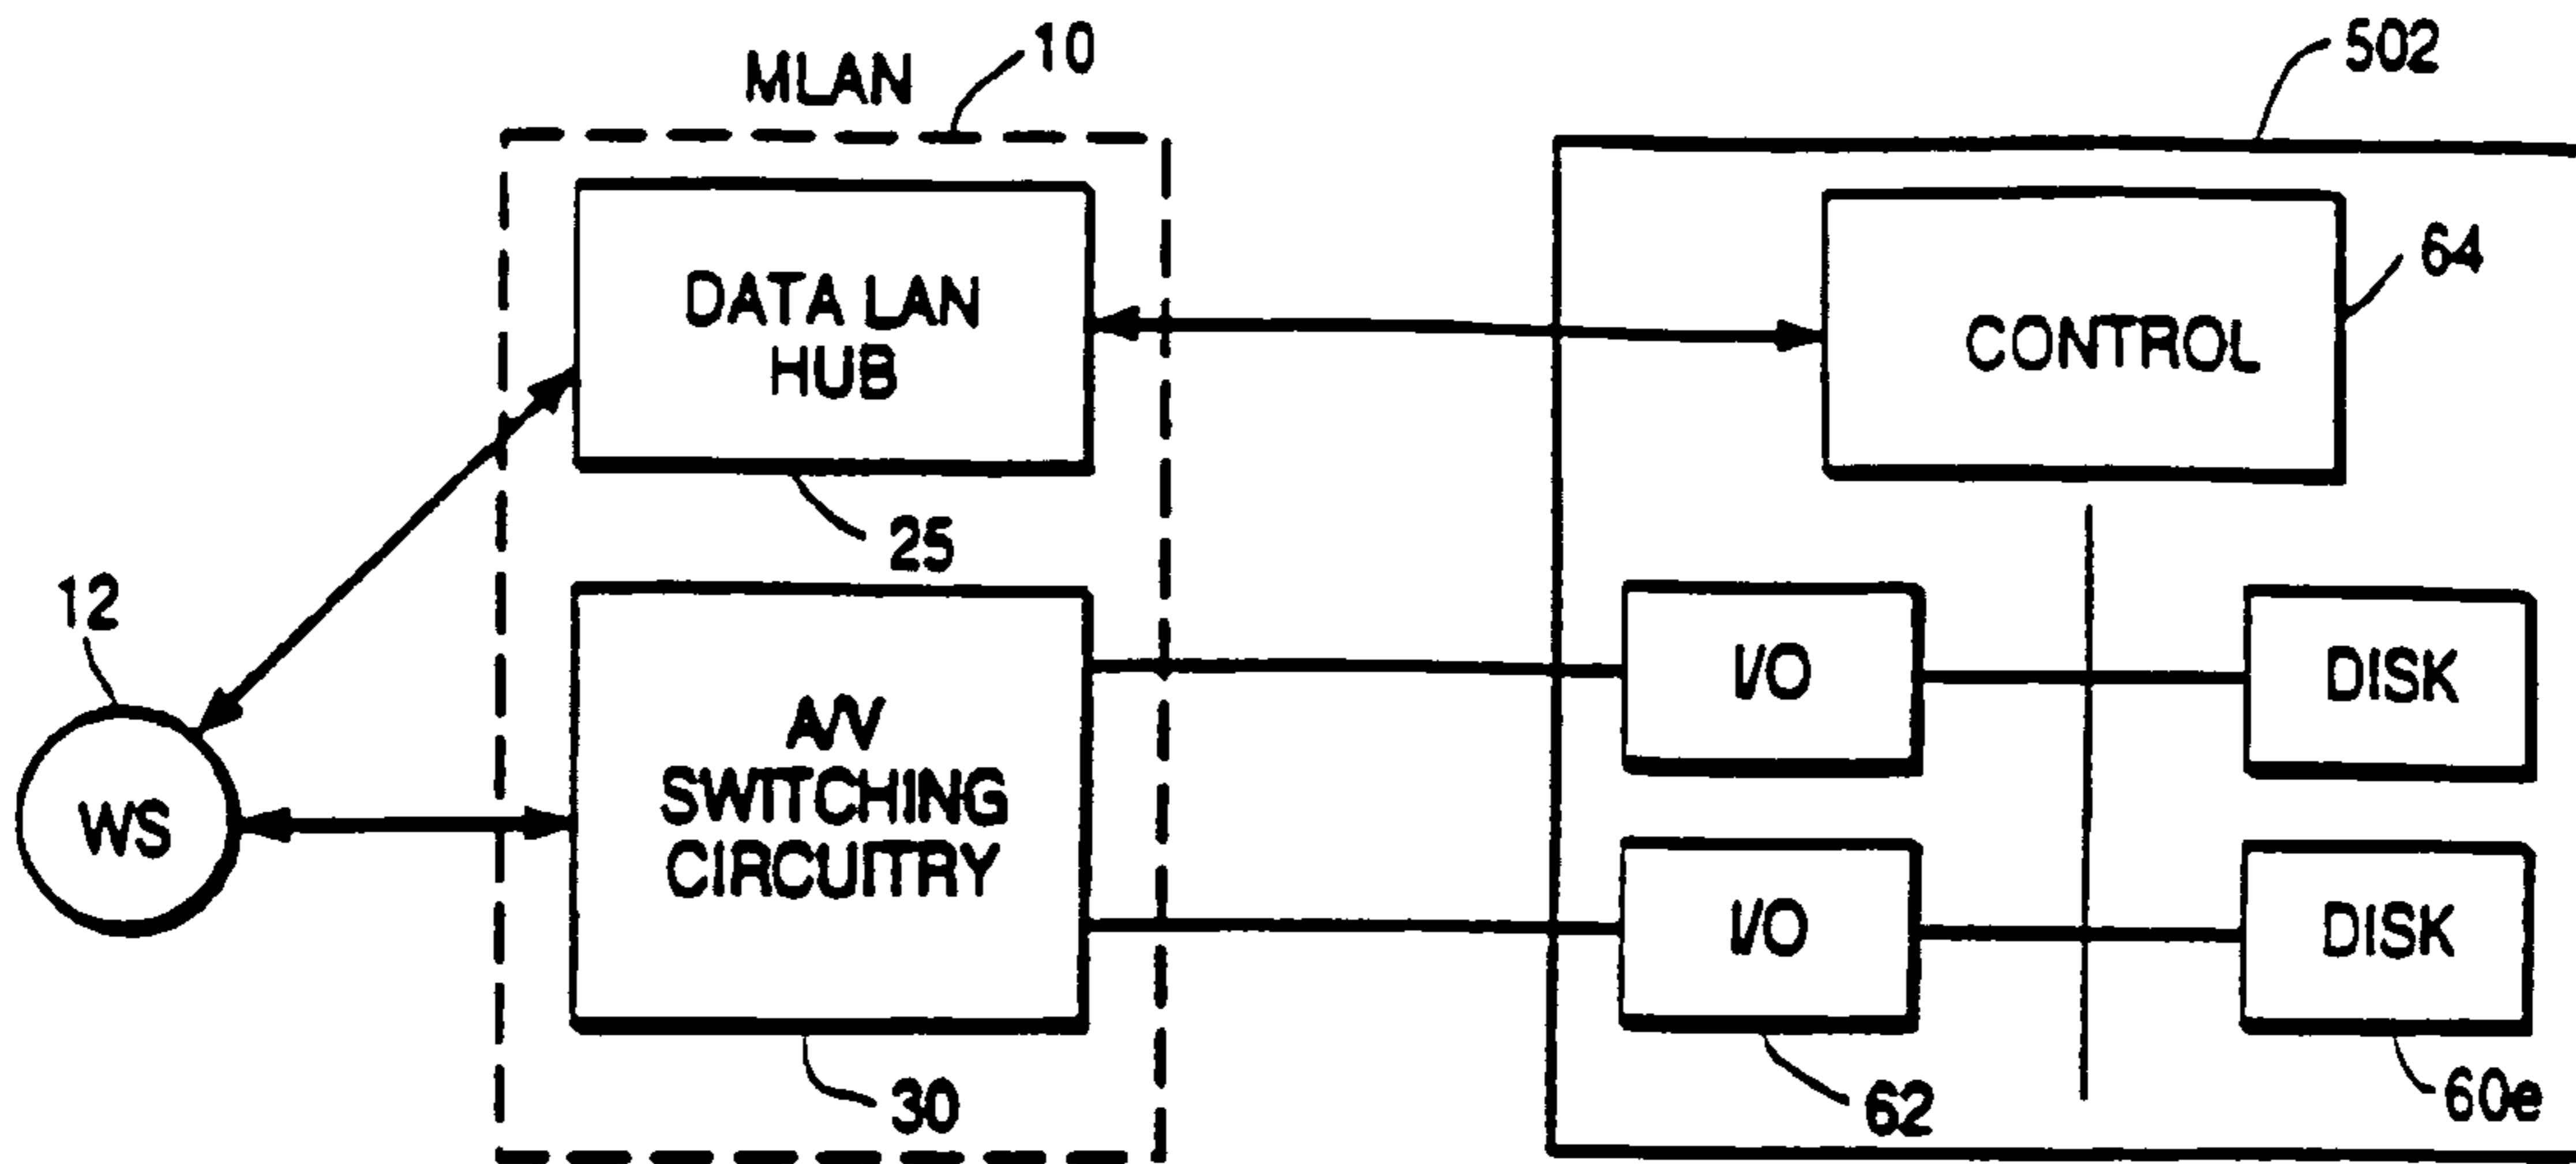 MLAN
10
502
DATA LAN
HUB
25
CONTROL
64
12
WS
A/V
SWITCHING
CIRCUITRY
30
I/O
DISK
I/O
DISK
62
60e